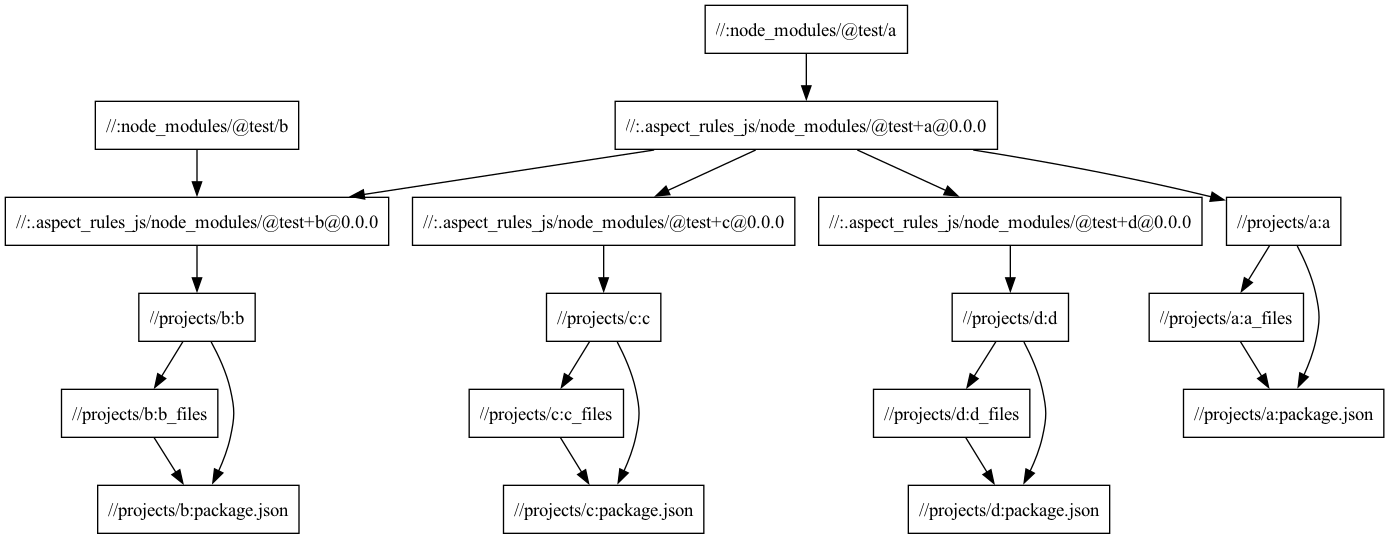 //:node_modules/@test/a
//:node_modules/@test/b
//:.aspect_rules_js/node_modules/@test+a@0.0.0
//:.aspect_rules_js/node_modules/@test+b@0.0.0
//:.aspect_rules_js/node_modules/@test+c@0.0.0
//:.aspect_rules_js/node_modules/@test+d@0.0.0
//projects/a:a
//projects/b:b
//projects/c:c
//projects/d:d
//projects/a:a_files
//projects/b:b_files
//projects/c:c_files
//projects/d:d_files
//projects/a:package.json
//projects/b:package.json
//projects/c:package.json
//projects/d:package.json